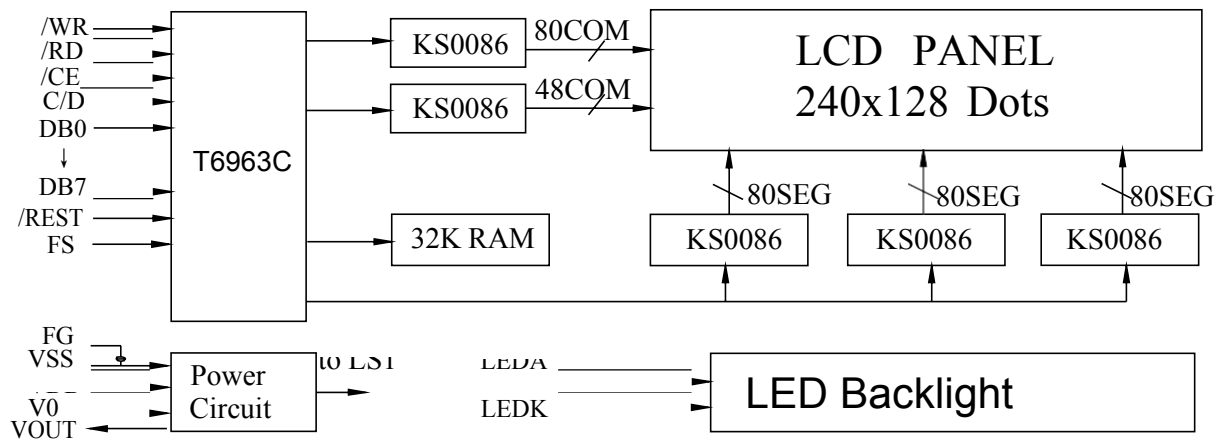 /WR
/RD
/CE
C/D
DB0
DB7
/REST
FS
T6963C
KS0086
80COM
KS0086
48COM
32K RAM
LCD PANEL
240x128 Dots
80SEG
80SEG
80SEG
KS0086
KS0086
KS0086
FG
VSS
V0
VOUT
Power
Circuit
LEDA
LEDK
LED Backlight